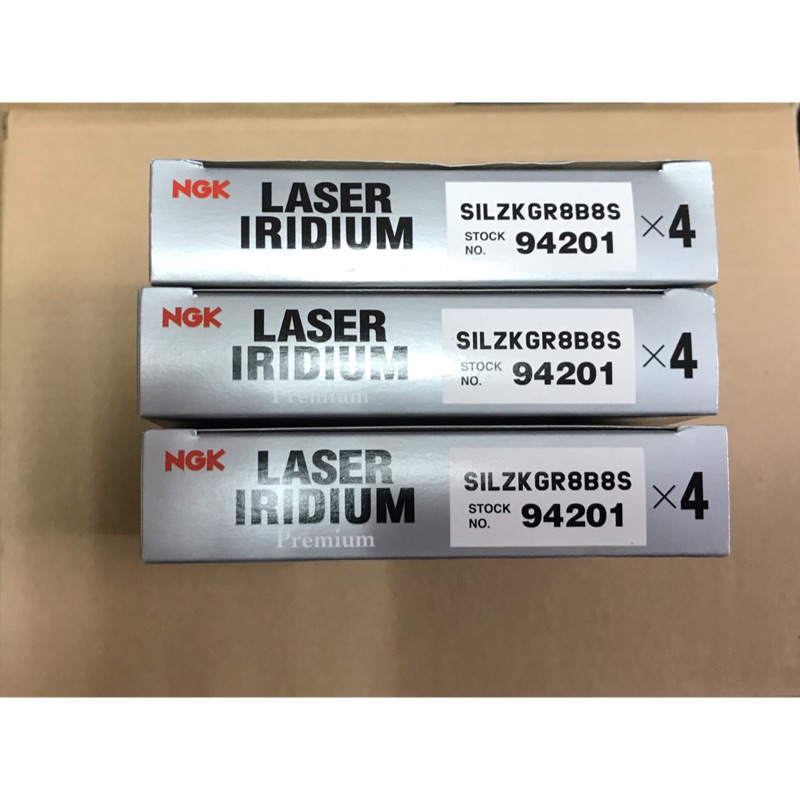 NGK LASER IRIDIUM SILZKGR8B8S STOCK NO. 94201 ×4
NGK LASER IRIDIUM Premium SILZKGR8B8S STOCK NO. 94201 ×4
NGK LASER IRIDIUM Premium SILZKGR8B8S STOCK NO. 94201 ×4